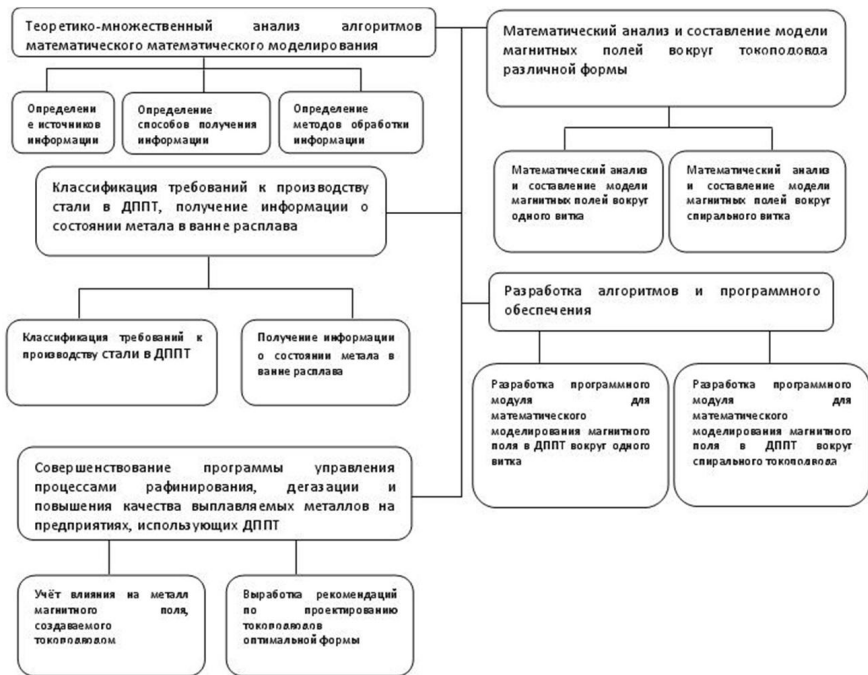 Теоретико-множественный анализ алгоритмов
математического математического моделирования
Определени
е источников
информации
Определение
способов получения
информации
Определение
методов обработки
информации
Классификация требований к производству
стали в ДППТ, получение информации о
состоянии метала в ванне расплава
Классификация требований к
производству стали в ДППТ
Получение информации
о состоянии метала в
ванне расплава
Совершенствование программы управления
процессами рафинирования, дегазации и
повышения качества выплавляемых металлов на
предприятиях, использующих ДППТ
Учёт влияния на металл
магнитного поля,
создаваемого
токоподводом
Выработка рекомендаций
по проектированию
токоподводов
оптимальной формы
Математический анализ и составление модели
магнитных полей вокруг токоподовда
различной формы
Математический анализ
и составление модели
магнитных полей вокруг
одного витка
Математический анализ
и составление модели
магнитных полей вокруг
спирального витка
Разработка алгоритмов и программного
обеспечения
Разработка программного
модуля для
математического
моделирования магнитного
поля в ДППТ вокруг одного
витка
Разработка программного
модуля для
математического
моделирования магнитного
поля в ДППТ вокруг
спирального токоподвода